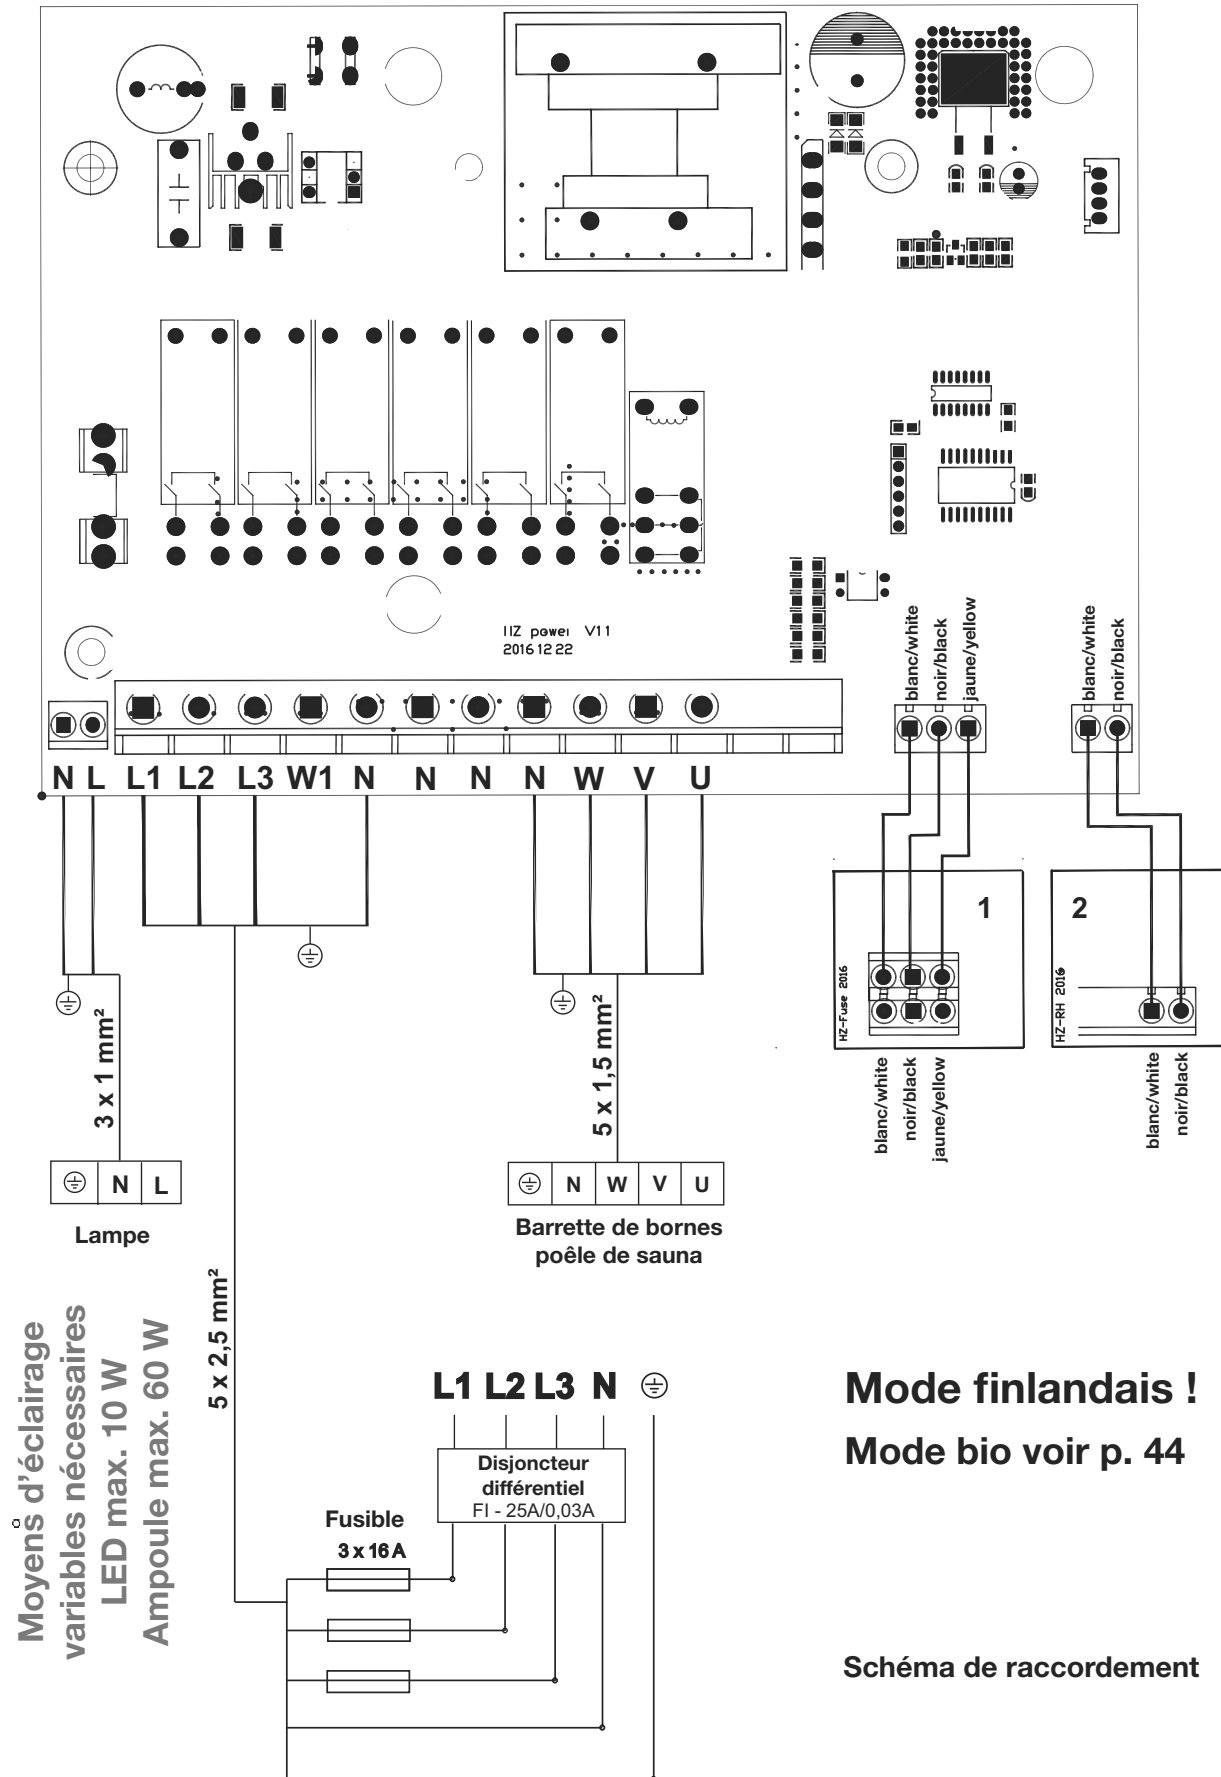 blanc/white
noir/black
jaune/yellow
blanc/white
noir/black
HZ power V11
2016 12 22
N L L1 L2 L3 W1 N N N N W V U
1
2
HZ-Fuse 2016
HZ-RH 2016
blanc/white
noir/black
jaune/yellow
blanc/white
noir/black
3 x 1 mm²
5 x 1,5 mm²
N L
Lampe
N W V U
Barrette de bornes
poêle de sauna
5 x 2,5 mm²
Moyens d'éclairage
variables nécessaires
LED max. 10 W
Ampoule max. 60 W
L1 L2 L3 N
Disjoncteur
différentiel
FI - 25A/0,03A
Fusible
3 x 16 A
Mode finlandais !
Mode bio voir p. 44
Schéma de raccordement